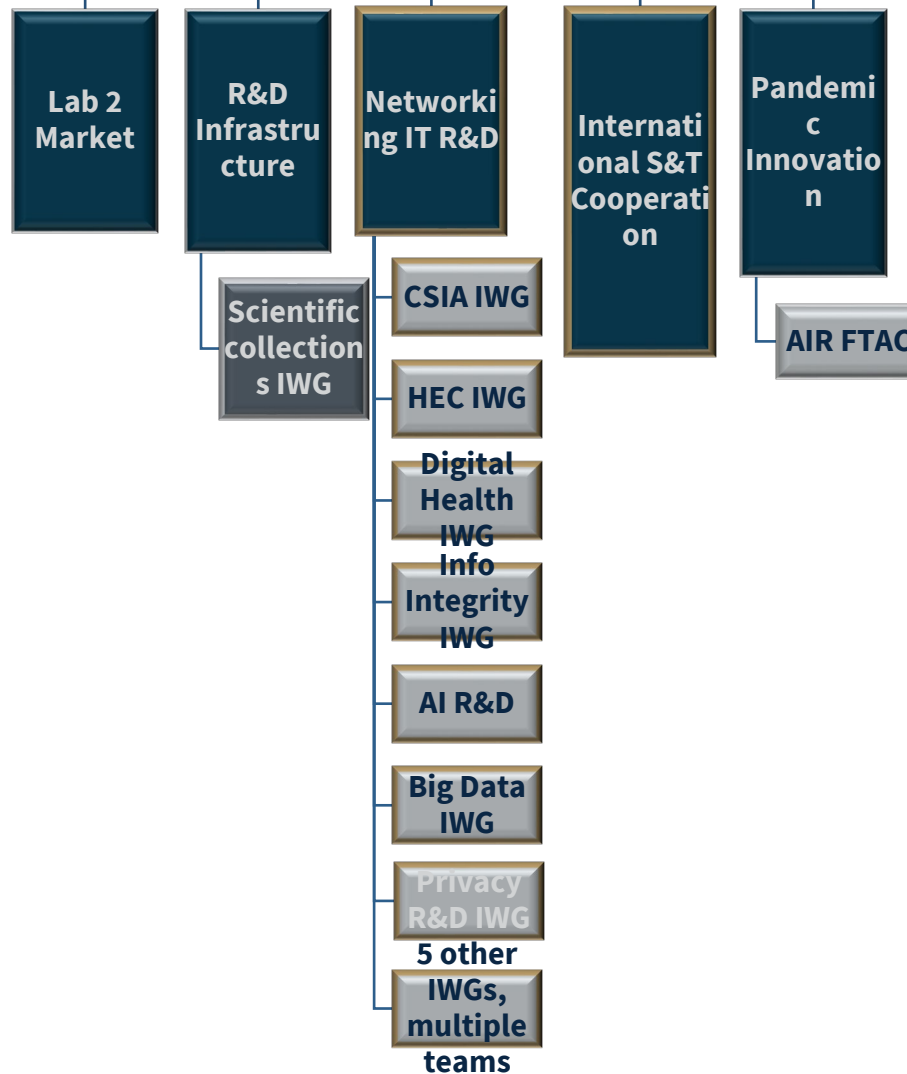 Lab 2
Market
R&D
Infrastru
cture
Networki
ng IT R&D
Internati
onal S&T
Cooperati
on
Pandemi
c
Innovatio
n
Scientific
collection
s IWG
CSIA IWG
HEC IWG
Digital
Health
IWG
Info
Integrity
IWG
AI R&D
Big Data
IWG
Privacy
R&D IWG
5 other
IWGs,
multiple
teams
AIR FTAC